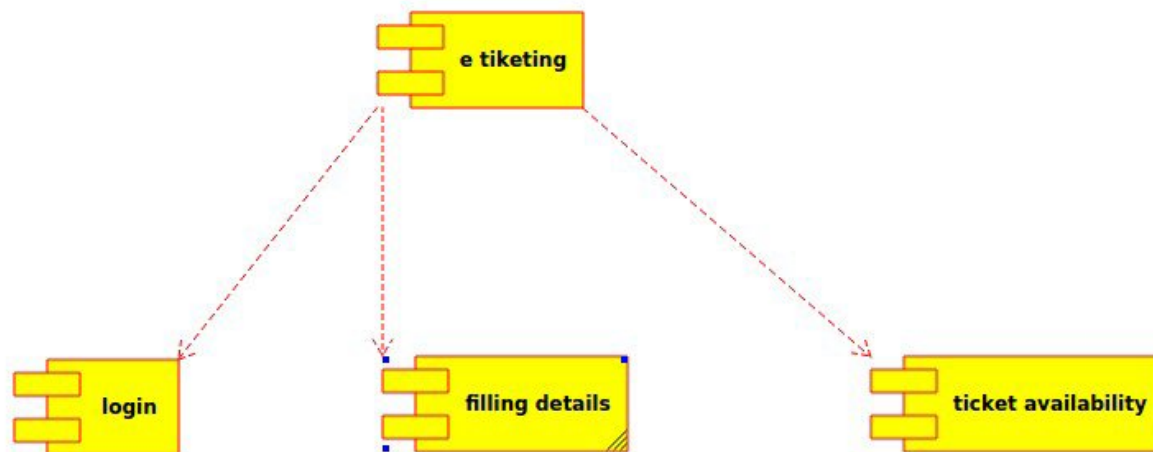 e tiketing
login
filling details
ticket availability